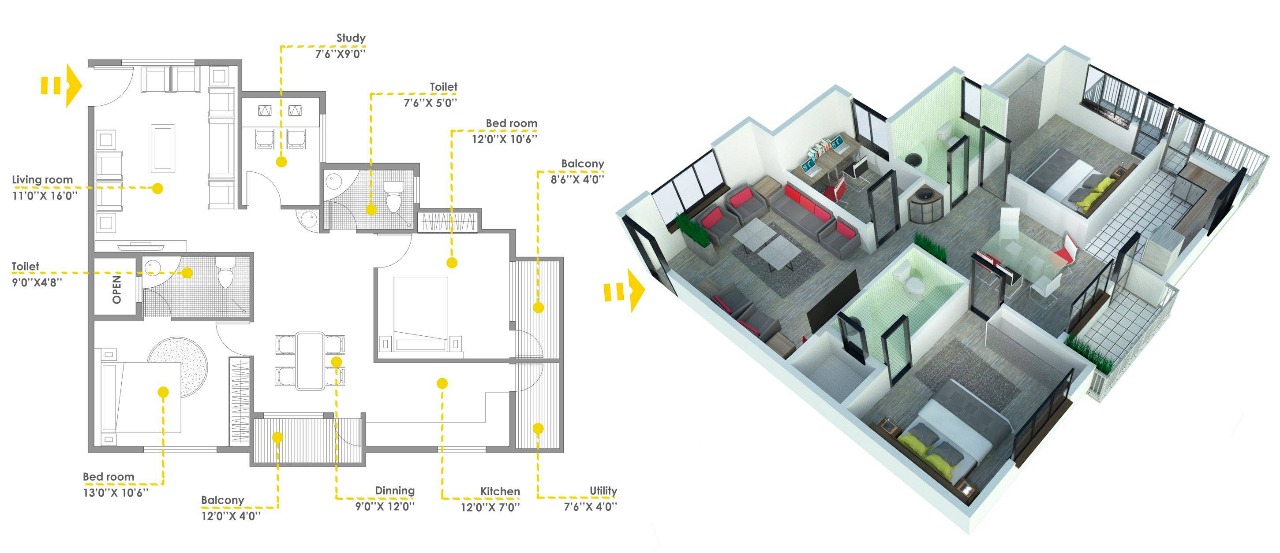 Study
7'6''X9'0''
Toilet
7'6''X 5'0''
Bed room
12'0''X 10'6''
Balcony
8'6''X 4'0''
Living room
11'0''X 16'0''
Toilet
9'0''X4'8''
OPEN
Bed room
13'0''X 10'6''
Balcony
12'0''X 4'0''
Dinning
9'0''X 12'0''
Kitchen
12'0''X 7'0''
Utility
7'6''X 4'0''